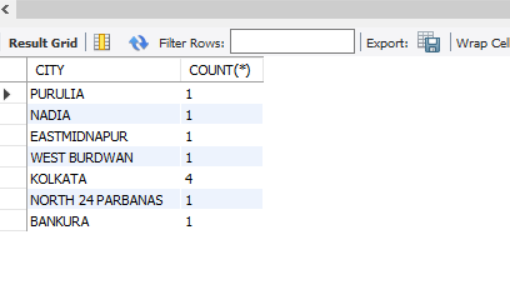 Result Grid Filter Rows: Export: Wrap Cel
CITY COUNT(*)
PURULIA 1
NADIA 1
EASTMIDNAPUR 1
WEST BURDWAN 1
KOLKATA 4
NORTH 24 PARBANAS 1
BANKURA 1